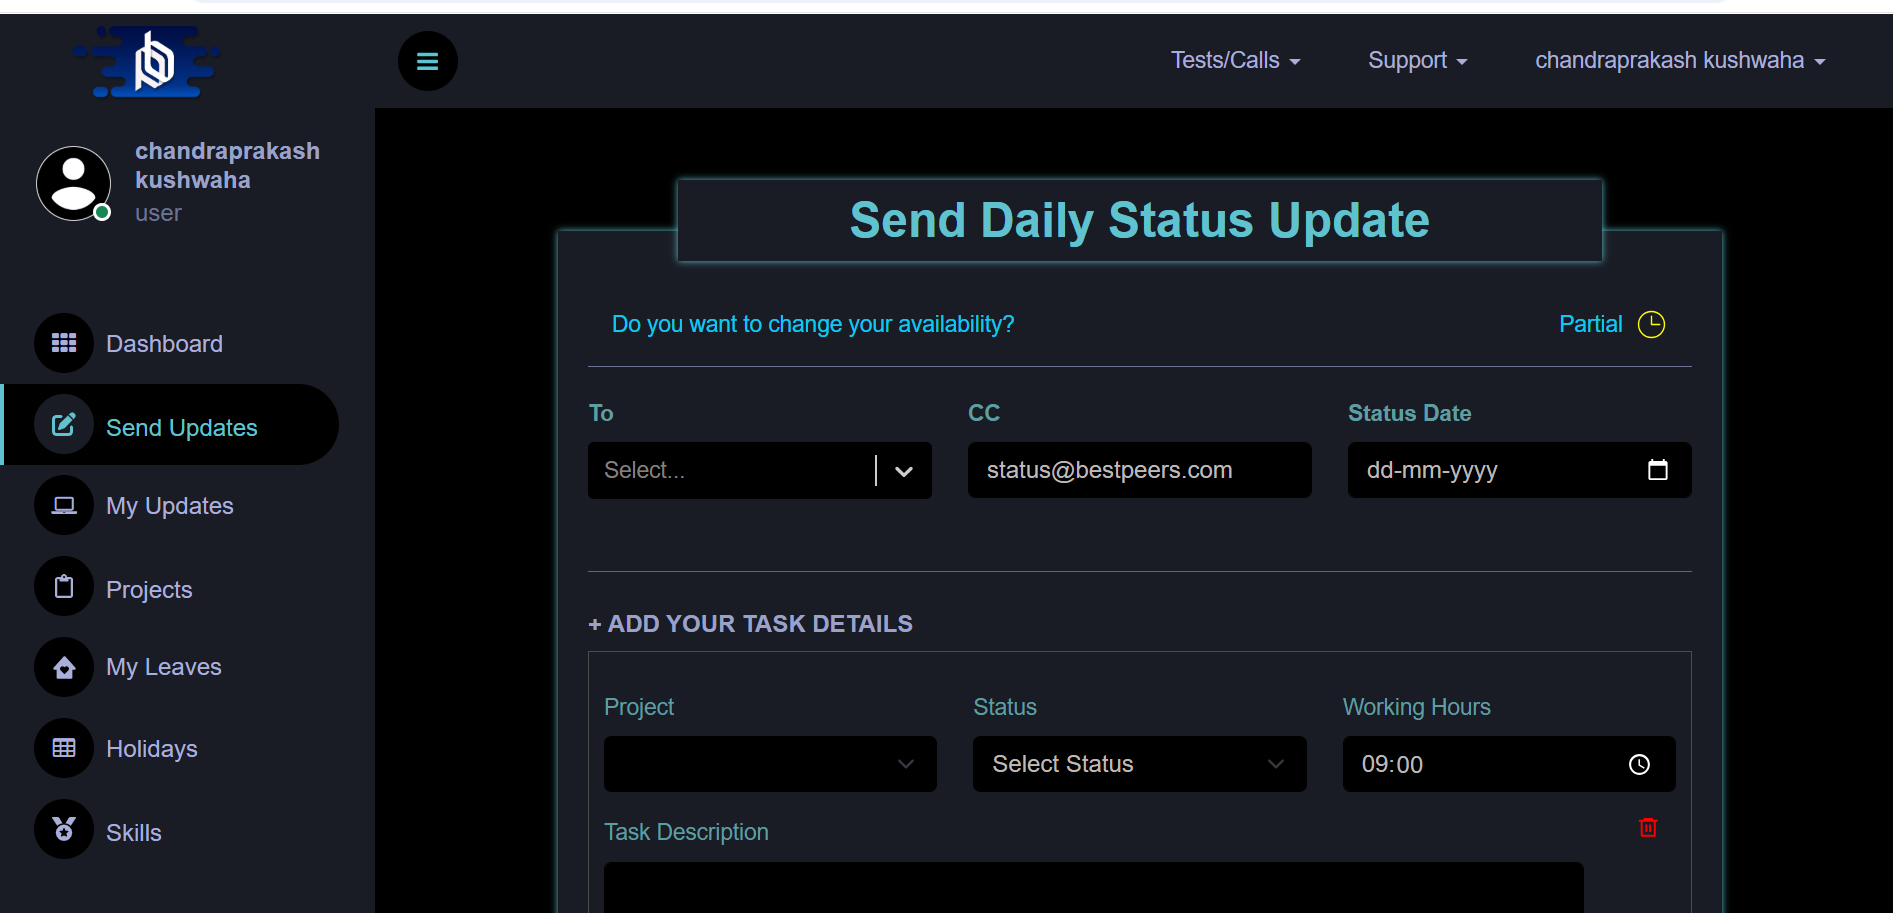 Tests/Calls
Support
chandraprakash kushwaha
chandraprakash
kushwaha
user
Dashboard
Send Updates
My Updates
Projects
My Leaves
Holidays
Skills
Send Daily Status Update
Do you want to change your availability?
Partial
To
CC
Status Date
Select...
status@bestpeers.com
dd-mm-yyyy
+ ADD YOUR TASK DETAILS
Project
Status
Working Hours
Select Status
09:00
Task Description